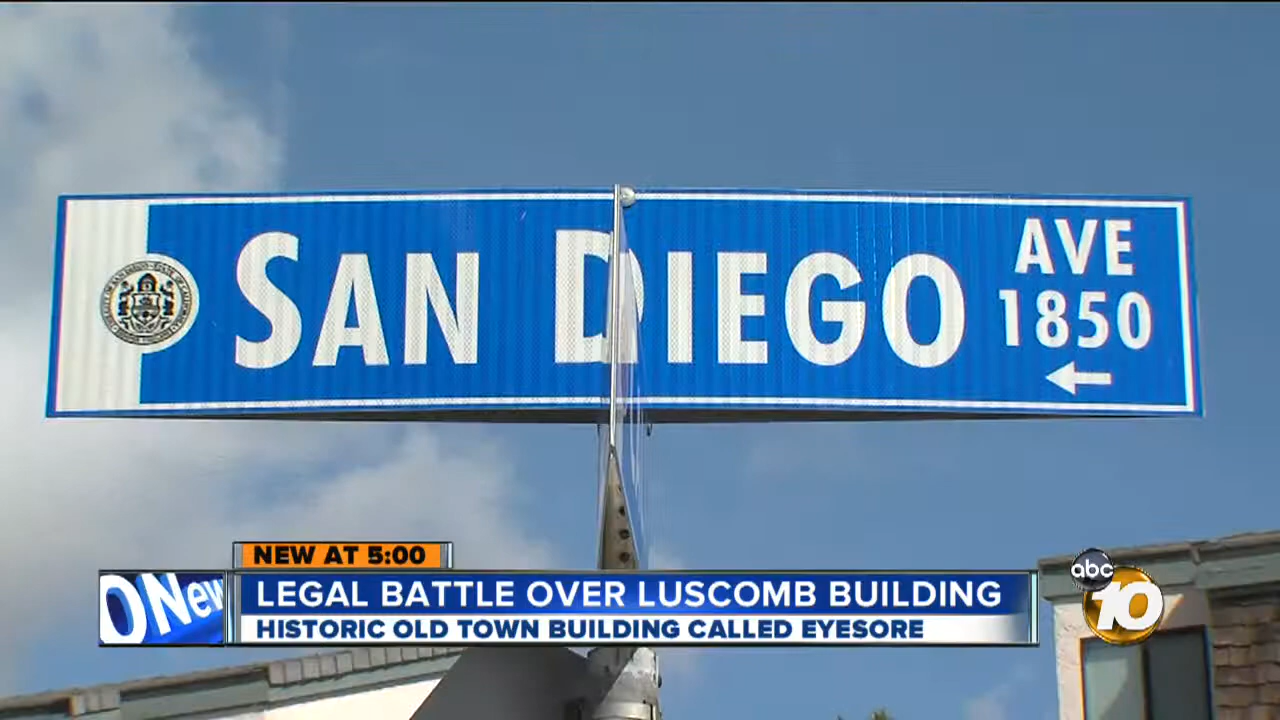 SAN DIEGO
AVE
1850
NEW AT 5:00
LEGAL BATTLE OVER LUSCOMB BUILDING
HISTORIC OLD TOWN BUILDING CALLED EYESORE
abc
10